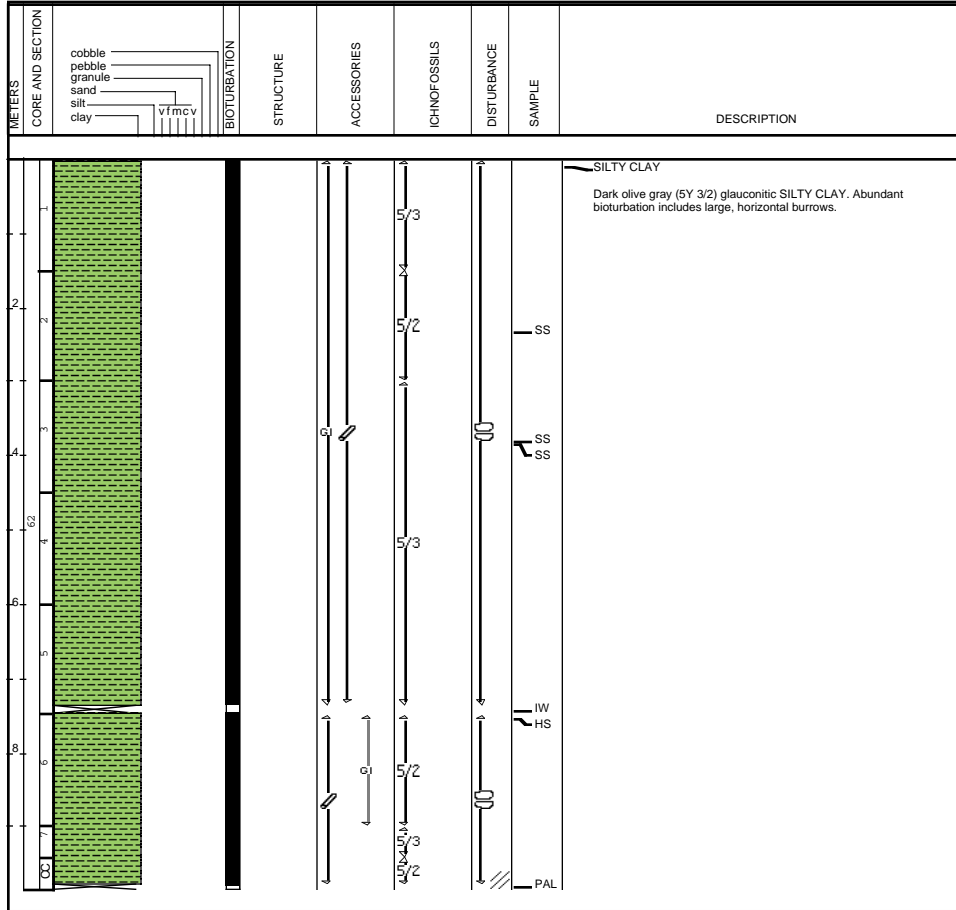 METERS
CORE AND SECTION
cobble
pebble
granule
sand
silt
vfmcv
clay
BIOTURBATION
STRUCTURE
ACCESSORIES
ICHNOFOSSILS
DISTURBANCE
SAMPLE
DESCRIPTION
SILTY CLAY
Dark olive gray (5Y 3/2) glauconitic SILTY CLAY. Abundant
bioturbation includes large, horizontal burrows.
1
5/3
2
2
5/2
SS
3
Gl
SS
4
SS
62
4
5/3
6
5
IW
HS
8
6
Gl
5/2
7
5/3
CC
5/2
PAL